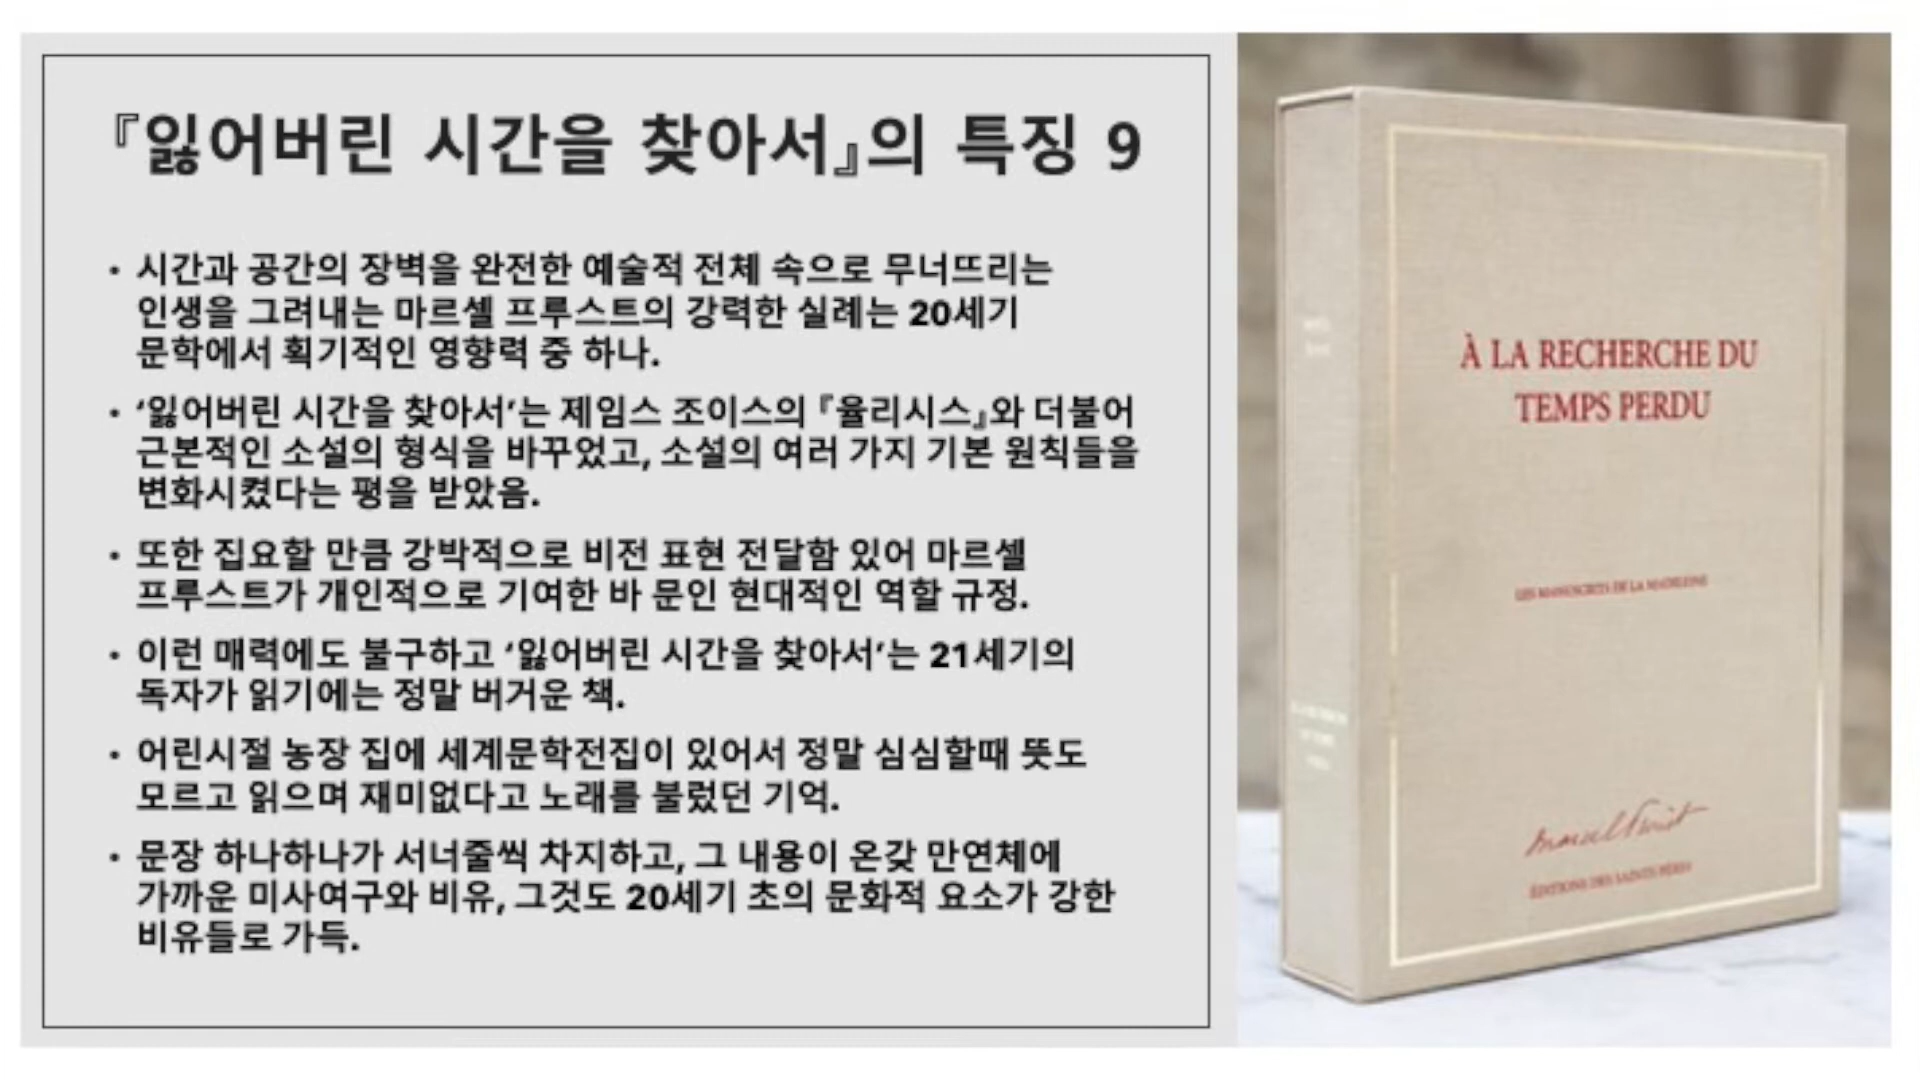 『잃어버린 시간을 찾아서』의 특징 9
• 시간과 공간의 장벽을 완전한 예술적 전체 속으로 무너뜨리는
인생을 그려내는 마르셀 프루스트의 강력한 실례는 20세기
문학에서 획기적인 영향력 중 하나.
• ‘잃어버린 시간을 찾아서’는 제임스 조이스의 『율리시스』와 더불어
근본적인 소설의 형식을 바꾸었고, 소설의 여러 가지 기본 원칙들을
변화시켰다는 평을 받았음.
• 또한 집요할 만큼 강박적으로 비전 표현 전달함 있어 마르셀
프루스트가 개인적으로 기여한 바 문인 현대적인 역할 규정.
• 이런 매력에도 불구하고 ‘잃어버린 시간을 찾아서’는 21세기의
독자가 읽기에는 정말 버거운 책.
• 어린시절 농장 집에 세계문학전집이 있어서 정말 심심할때 뜻도
모르고 읽으며 재미없다고 노래를 불렀던 기억.
• 문장 하나하나가 서너줄씩 차지하고, 그 내용이 온갖 만연체에
가까운 미사여구와 비유, 그것도 20세기 초의 문화적 요소가 강한
비유들로 가득.
À LA RECHERCHE DU
TEMPS PERDU
LES MANUSCRITS DE LA MADELEINE
Marcel Proust
ÉDITIONS DES SAINTS PÈRES